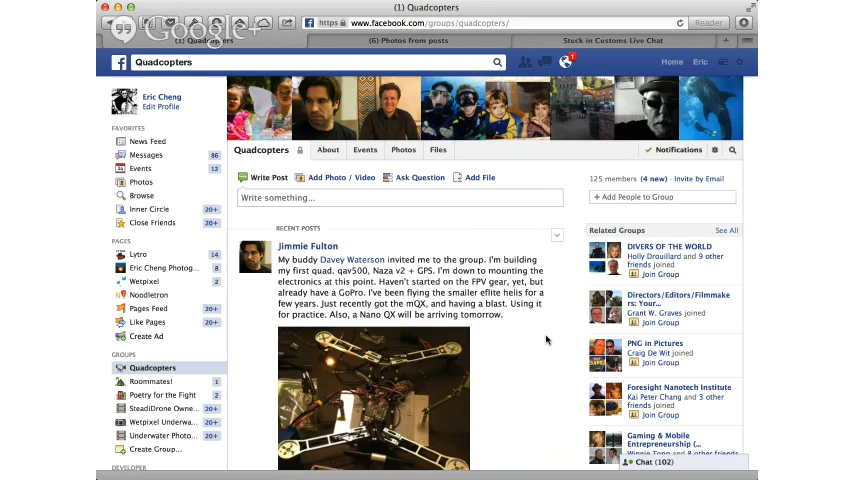 (1) Quadcopters
Google+
https www.facebook.com/groups/quadcopters/
Reader
(1) Quadcopters
(6) Photos from posts
Stuck in Customs Live Chat
Quadcopters
1
Home
Eric
Eric Cheng
Edit Profile
FAVORITES
News Feed
Messages 86
Events 12
Photos
Browse
Inner Circle 20+
Close Friends 20+
PAGES
Lytro 14
Eric Cheng Photog... 8
Wetpixel 2
Noodletron
Pages Feed 20+
Like Pages 20+
Create Ad
GROUPS
Quadcopters
Roommates! 1
Poetry for the Fight 2
SteadiDrone Owne... 20+
Wetpixel Underwa... 20+
Underwater Photo... 20+
Create Group...
DEVELOPER
Quadcopters
About
Events
Photos
Files
Notifications
Write Post
Add Photo / Video
Ask Question
Add File
Write something...
RECENT POSTS
Jimmie Fulton
My buddy Davey Waterson invited me to the group. I'm building
my first quad. qav500, Naza v2 + GPS. I'm down to mounting the
electronics at this point. Haven't started on the FPV gear, yet, but
already have a GoPro. I've been flying the smaller eflite helis for a
few years. Just recently got the mQX, and having a blast. Using it
for practice. Also, a Nano QX will be arriving tomorrow.
125 members (4 new) · Invite by Email
+ Add People to Group
Related Groups
See All
DIVERS OF THE WORLD
Holly Drouillard and 9 other
friends joined
Join Group
Directors/Editors/Filmmake
rs: Your...
Grant W. Graves joined
Join Group
PNG in Pictures
Craig De Wit joined
Join Group
Foresight Nanotech Institute
Kai Peter Chang and 3 other
friends joined
Join Group
Gaming & Mobile
Entrepreneurship (...
Winnie Tong and 8 other friends
Chat (102)